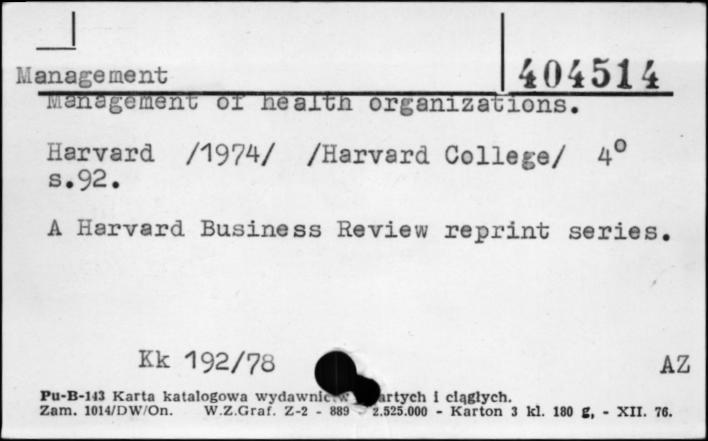 Management
404514
Management of health organizations.
Harvard /1974/ /Harvard College/ 4°
s.92.
A Harvard Business Review reprint series.
Kk 192/78
AZ
Pu-B-143 Karta katalogowa wydawnictw artych i ciągłych.
Zam. 1014/DW/On. W.Z.Graf. Z-2 - 889 2.525.000 - Karton 3 kl. 180 g, - XII. 76.